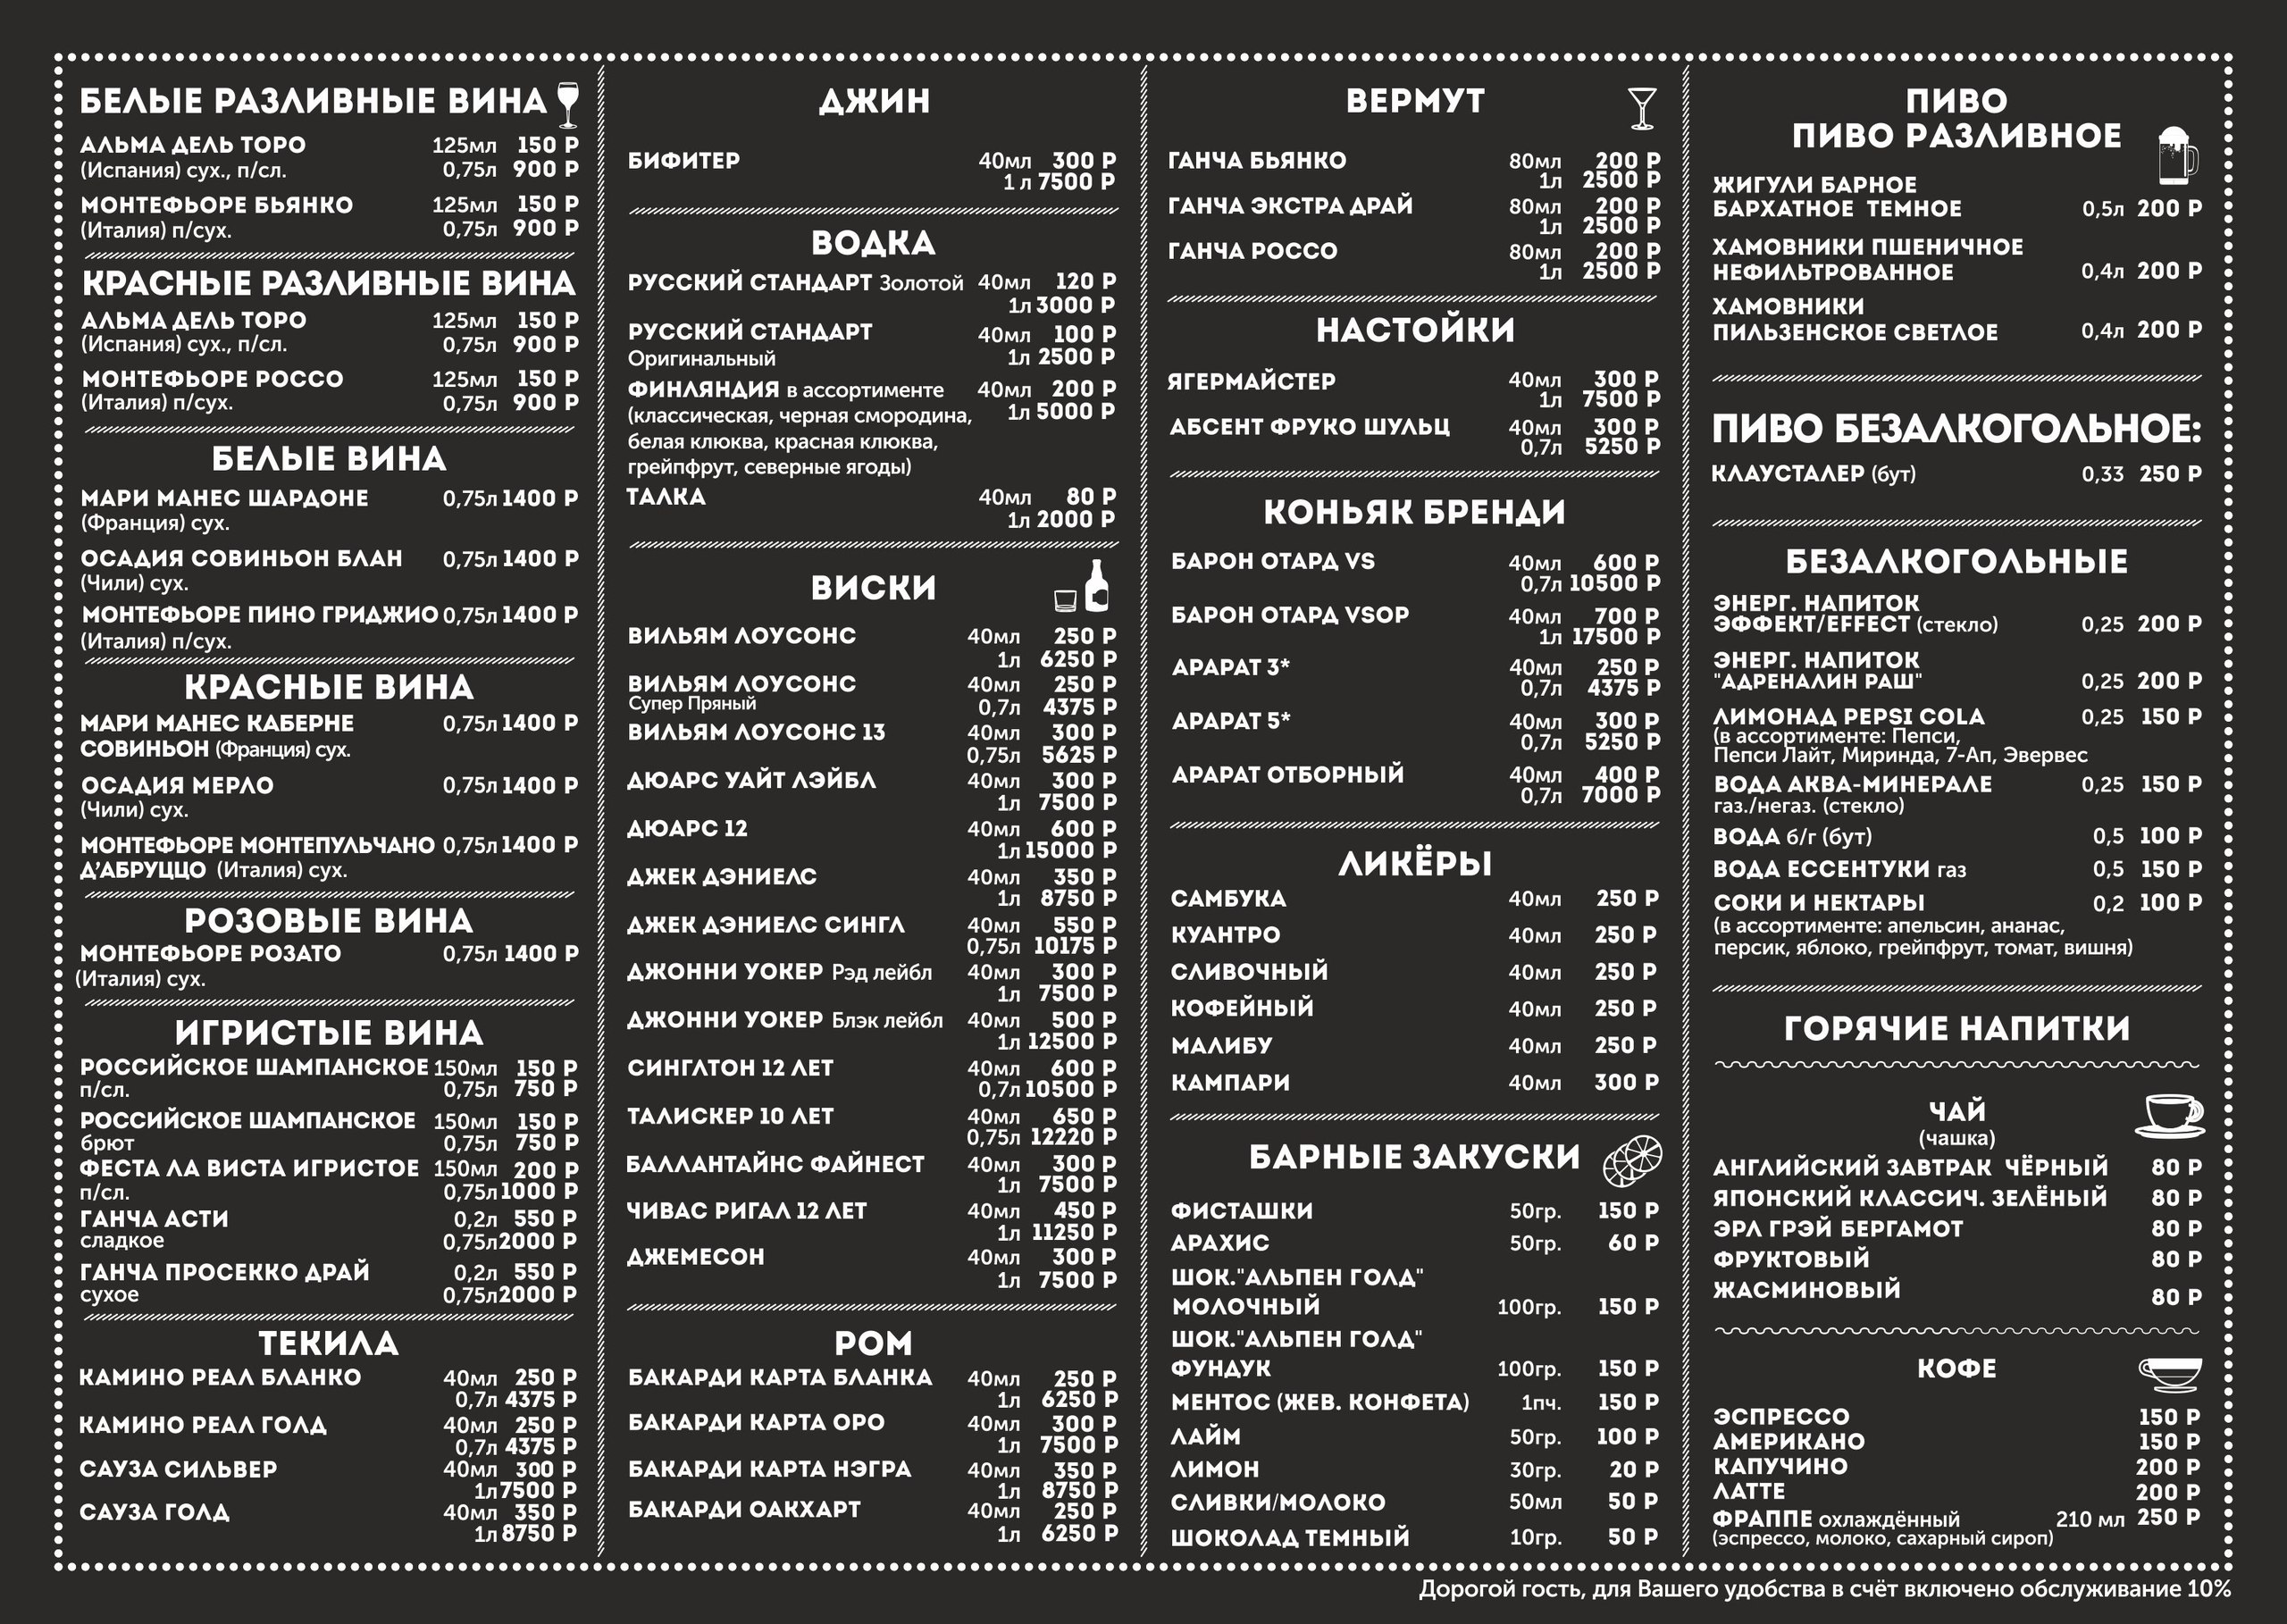 БЕЛЫЕ РАЗЛИВНЫЕ ВИНА
АЛЬМА ДЕЛЬ ТОРО 125мл 150 Р
(Испания) сух., п/сл. 0,75л 900 Р
МОНТЕФЬОРЕ БЬЯНКО 125мл 150 Р
(Италия) п/сух. 0,75л 900 Р
КРАСНЫЕ РАЗЛИВНЫЕ ВИНА
АЛЬМА ДЕЛЬ ТОРО 125мл 150 Р
(Испания) сух., п/сл. 0,75л 900 Р
МОНТЕФЬОРЕ РОССО 125мл 150 Р
(Италия) п/сух. 0,75л 900 Р
БЕЛЫЕ ВИНА
МАРИ МАНЕС ШАРДОНЕ 0,75л 1400 Р
(Франция) сух.
ОСАДИЯ СОВИНЬОН БЛАН 0,75л 1400 Р
(Чили) сух.
МОНТЕФЬОРЕ ПИНО ГРИДЖИО 0,75л 1400 Р
(Италия) п/сух.
КРАСНЫЕ ВИНА
МАРИ МАНЕС КАБЕРНЕ 0,75л 1400 Р
СОВИНЬОН (Франция) сух.
ОСАДИЯ МЕРЛО 0,75л 1400 Р
(Чили) сух.
МОНТЕФЬОРЕ МОНТЕПУЛЬЧАНО 0,75л 1400 Р
Д’АБРУЦЦО (Италия) сух.
РОЗОВЫЕ ВИНА
МОНТЕФЬОРЕ РОЗАТО 0,75л 1400 Р
(Италия) сух.
ИГРИСТЫЕ ВИНА
РОССИЙСКОЕ ШАМПАНСКОЕ 150мл 150 Р
п/сл. 0,75л 750 Р
РОССИЙСКОЕ ШАМПАНСКОЕ 150мл 150 Р
брют 0,75л 750 Р
ФЕСТА ЛА ВИСТА ИГРИСТОЕ 150мл 200 Р
п/сл. 0,75л 1000 Р
ГАНЧА АСТИ 0,2л 550 Р
сладкое 0,75л 2000 Р
ГАНЧА ПРОСЕККО ДРАЙ 0,2л 550 Р
сухое 0,75л 2000 Р
ТЕКИЛА
КАМИНО РЕАЛ БЛАНКО 40мл 250 Р
0,7л 4375 Р
КАМИНО РЕАЛ ГОЛД 40мл 250 Р
0,7л 4375 Р
САУЗА СИЛЬВЕР 40мл 300 Р
1л 7500 Р
САУЗА ГОЛД 40мл 350 Р
1л 8750 Р
ДЖИН
БИФИТЕР 40мл 300 Р
1 л 7500 Р
ВОДКА
РУССКИЙ СТАНДАРТ Золотой 40мл 120 Р
1л 3000 Р
РУССКИЙ СТАНДАРТ 40мл 100 Р
Оригинальный 1л 2500 Р
ФИНЛЯНДИЯ в ассортименте 40мл 200 Р
(классическая, черная смородина, 1л 5000 Р
белая клюква, красная клюква,
грейпфрут, северные ягоды)
ТАЛКА 40мл 80 Р
1л 2000 Р
ВИСКИ
ВИЛЬЯМ ЛОУСОНС 40мл 250 Р
1л 6250 Р
ВИЛЬЯМ ЛОУСОНС 40мл 250 Р
Супер Пряный 0,7л 4375 Р
ВИЛЬЯМ ЛОУСОНС 13 40мл 300 Р
0,75л 5625 Р
ДЮАРС УАЙТ ЛЭЙБЛ 40мл 300 Р
1л 7500 Р
ДЮАРС 12 40мл 600 Р
1л 15000 Р
ДЖЕК ДЭНИЕЛС 40мл 350 Р
1л 8750 Р
ДЖЕК ДЭНИЕЛС СИНГЛ 40мл 550 Р
0,75л 10175 Р
ДЖОННИ УОКЕР Рэд лейбл 40мл 300 Р
1л 7500 Р
ДЖОННИ УОКЕР Блэк лейбл 40мл 500 Р
1л 12500 Р
СИНГЛТОН 12 ЛЕТ 40мл 600 Р
0,7л 10500 Р
ТАЛИСКЕР 10 ЛЕТ 40мл 650 Р
0,75л 12220 Р
БАЛЛАНТАЙНС ФАЙНЕСТ 40мл 300 Р
1л 7500 Р
ЧИВАС РИГАЛ 12 ЛЕТ 40мл 450 Р
1л 11250 Р
ДЖЕМЕСОН 40мл 300 Р
1л 7500 Р
РОМ
БАКАРДИ КАРТА БЛАНКА 40мл 250 Р
1л 6250 Р
БАКАРДИ КАРТА ОРО 40мл 300 Р
1л 7500 Р
БАКАРДИ КАРТА НЭГРА 40мл 350 Р
1л 8750 Р
БАКАРДИ ОАКХАРТ 40мл 250 Р
1л 6250 Р
ВЕРМУТ
ГАНЧА БЬЯНКО 80мл 200 Р
1л 2500 Р
ГАНЧА ЭКСТРА ДРАЙ 80мл 200 Р
1л 2500 Р
ГАНЧА РОССО 80мл 200 Р
1л 2500 Р
НАСТОЙКИ
ЯГЕРМАЙСТЕР 40мл 300 Р
1л 7500 Р
АБСЕНТ ФРУКО ШУЛЬЦ 40мл 300 Р
0,7л 5250 Р
КОНЬЯК БРЕНДИ
БАРОН ОТАРД VS 40мл 600 Р
0,7л 10500 Р
БАРОН ОТАРД VSOP 40мл 700 Р
1л 17500 Р
АРАРАТ 3* 40мл 250 Р
0,7л 4375 Р
АРАРАТ 5* 40мл 300 Р
0,7л 5250 Р
АРАРАТ ОТБОРНЫЙ 40мл 400 Р
0,7л 7000 Р
ЛИКЁРЫ
САМБУКА 40мл 250 Р
КУАНТРО 40мл 250 Р
СЛИВОЧНЫЙ 40мл 250 Р
КОФЕЙНЫЙ 40мл 250 Р
МАЛИБУ 40мл 250 Р
КАМПАРИ 40мл 300 Р
БАРНЫЕ ЗАКУСКИ
ФИСТАШКИ 50гр. 150 Р
АРАХИС 50гр. 60 Р
ШОК."АЛЬПЕН ГОЛД"
МОЛОЧНЫЙ 100гр. 150 Р
ШОК."АЛЬПЕН ГОЛД"
ФУНДУК 100гр. 150 Р
МЕНТОС (ЖЕВ. КОНФЕТА) 1пч. 150 Р
ЛАЙМ 50гр. 100 Р
ЛИМОН 30гр. 20 Р
СЛИВКИ/МОЛОКО 50мл 50 Р
ШОКОЛАД ТЕМНЫЙ 10гр. 50 Р
ПИВО
ПИВО РАЗЛИВНОЕ
ЖИГУЛИ БАРНОЕ
БАРХАТНОЕ ТЕМНОЕ 0,5л 200 Р
ХАМОВНИКИ ПШЕНИЧНОЕ
НЕФИЛЬТРОВАННОЕ 0,4л 200 Р
ХАМОВНИКИ
ПИЛЬЗЕНСКОЕ СВЕТЛОЕ 0,4л 200 Р
ПИВО БЕЗАЛКОГОЛЬНОЕ:
КЛАУСТАЛЕР (бут) 0,33 250 Р
БЕЗАЛКОГОЛЬНЫЕ
ЭНЕРГ. НАПИТОК
ЭФФЕКТ/EFFECT (стекло) 0,25 200 Р
ЭНЕРГ. НАПИТОК
"АДРЕНАЛИН РАШ" 0,25 200 Р
ЛИМОНАД PEPSI COLA 0,25 150 Р
(в ассортименте: Пепси,
Пепси Лайт, Миринда, 7-Ап, Эвервес
ВОДА АКВА-МИНЕРАЛЕ 0,25 150 Р
газ./негаз. (стекло)
ВОДА б/г (бут) 0,5 100 Р
ВОДА ЕССЕНТУКИ газ 0,5 150 Р
СОКИ И НЕКТАРЫ 0,2 100 Р
(в ассортименте: апельсин, ананас,
персик, яблоко, грейпфрут, томат, вишня)
ГОРЯЧИЕ НАПИТКИ
ЧАЙ
(чашка)
АНГЛИЙСКИЙ ЗАВТРАК ЧЁРНЫЙ 80 Р
ЯПОНСКИЙ КЛАССИЧ. ЗЕЛЁНЫЙ 80 Р
ЭРЛ ГРЭЙ БЕРГАМОТ 80 Р
ФРУКТОВЫЙ 80 Р
ЖАСМИНОВЫЙ 80 Р
КОФЕ
ЭСПРЕССО 150 Р
АМЕРИКАНО 150 Р
КАПУЧИНО 200 Р
ЛАТТЕ 200 Р
ФРАППЕ охлаждённый 210 мл 250 Р
(эспрессо, молоко, сахарный сироп)
Дорогой гость, для Вашего удобства в счёт включено обслуживание 10%